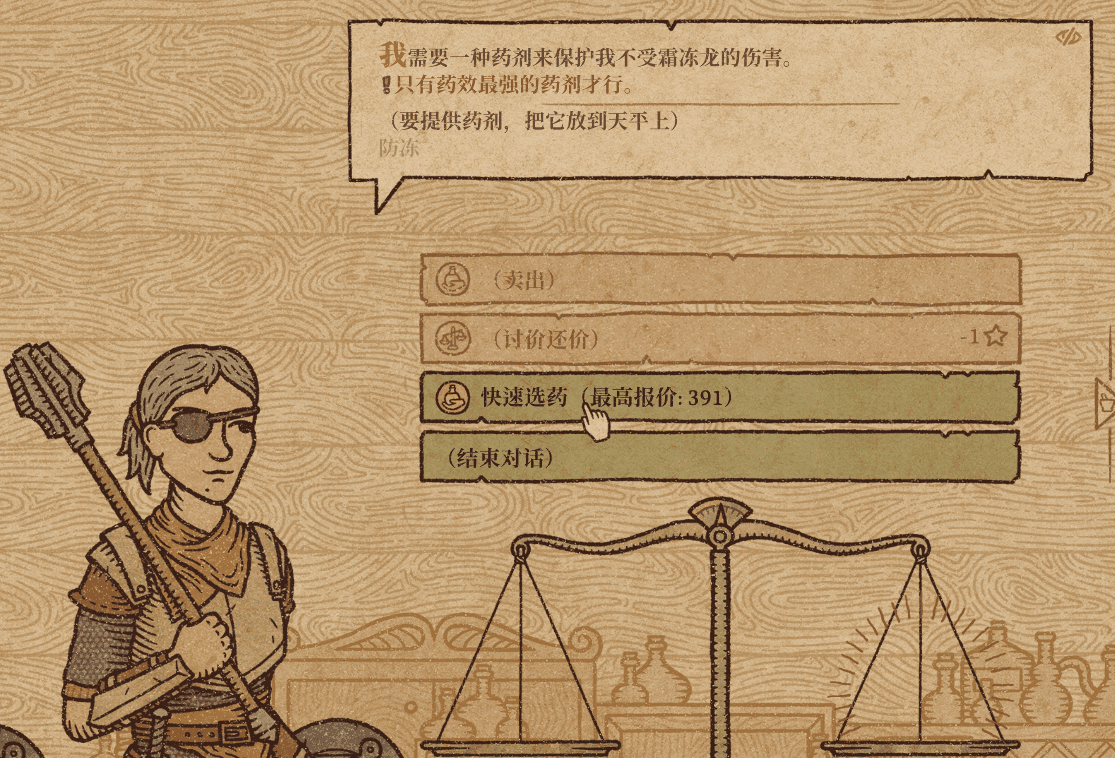 我需要一种药剂来保护我不受霜冻龙的伤害。
!只有药效最强的药剂才行。
（要提供药剂，把它放到天平上）
防冻
（卖出）
（讨价还价）
-1
快速选药（最高报价: 391）
（结束对话）